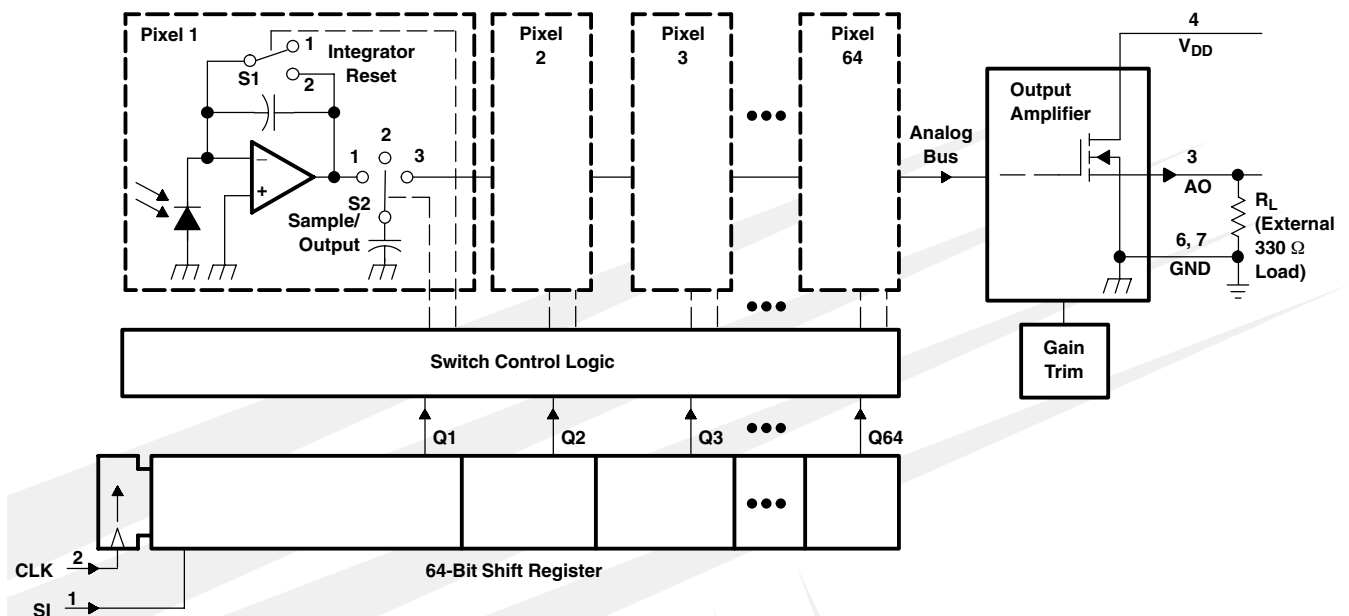 Pixel 1
1
Integrator
Reset
S1
2
−
+
1
2
3
S2
Sample/
Output
Pixel
2
Pixel
3
Pixel
64
Analog
Bus
Output
Amplifier
4
VDD
3
AO
RL
(External
330 Ω
Load)
6, 7
GND
Gain
Trim
Switch Control Logic
Q1
Q2
Q3
Q64
CLK
2
64-Bit Shift Register
SI
1